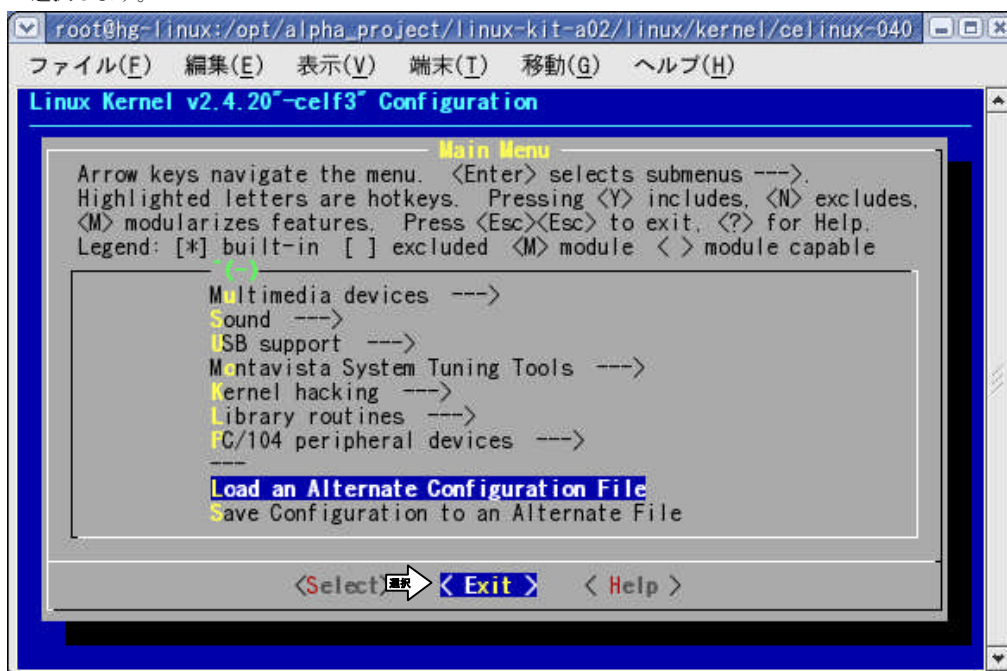 選択します。
root@hg-linux:/opt/alpha_project/linux-kit-a02/linux/kernel/celinux-040
ファイル(F) 編集(E) 表示(V) 端末(T) 移動(G) ヘルプ(H)
Linux Kernel v2.4.20"-celf3" Configuration
Main Menu
Arrow keys navigate the menu. <Enter> selects submenus --->.
Highlighted letters are hotkeys. Pressing <Y> includes, <N> excludes,
<M> modularizes features. Press <Esc><Esc> to exit, <?> for Help.
Legend: [*] built-in [ ] excluded <M> module < > module capable
^(-)
Multimedia devices --->
Sound --->
USB support --->
Montavista System Tuning Tools --->
Kernel hacking --->
Library routines --->
PC/104 peripheral devices --->
---
Load an Alternate Configuration File
Save Configuration to an Alternate File
<Select> 選択 < Exit > < Help >